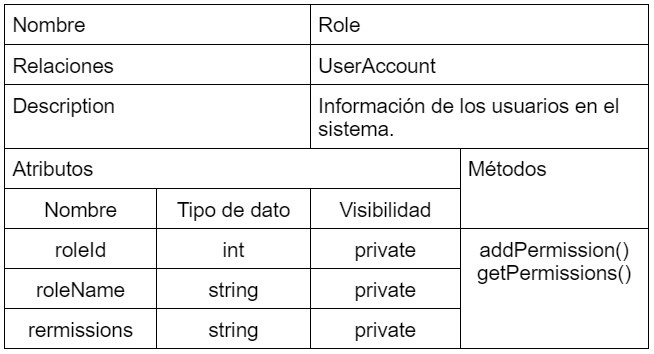 Nombre Role
Relaciones UserAccount
Description Información de los usuarios en el
sistema.
Atributos Métodos
Nombre Tipo de dato Visibilidad
roleId int private addPermission()
getPermissions()
roleName string private
rermissions string private